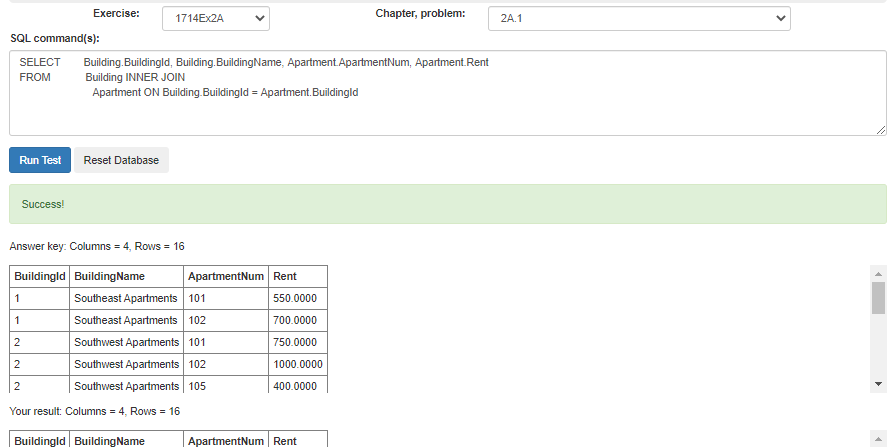 Exercise: 1714Ex2A Chapter, problem: 2A.1
SQL command(s):
SELECT Building.BuildingId, Building.BuildingName, Apartment.ApartmentNum, Apartment.Rent
FROM Building INNER JOIN
Apartment ON Building.BuildingId = Apartment.BuildingId
Run Test Reset Database
Success!
Answer key: Columns = 4, Rows = 16
BuildingId BuildingName ApartmentNum Rent
1 Southeast Apartments 101 550.0000
1 Southeast Apartments 102 700.0000
2 Southwest Apartments 101 750.0000
2 Southwest Apartments 102 1000.0000
2 Southwest Apartments 105 400.0000
Your result: Columns = 4, Rows = 16
BuildingId BuildingName ApartmentNum Rent